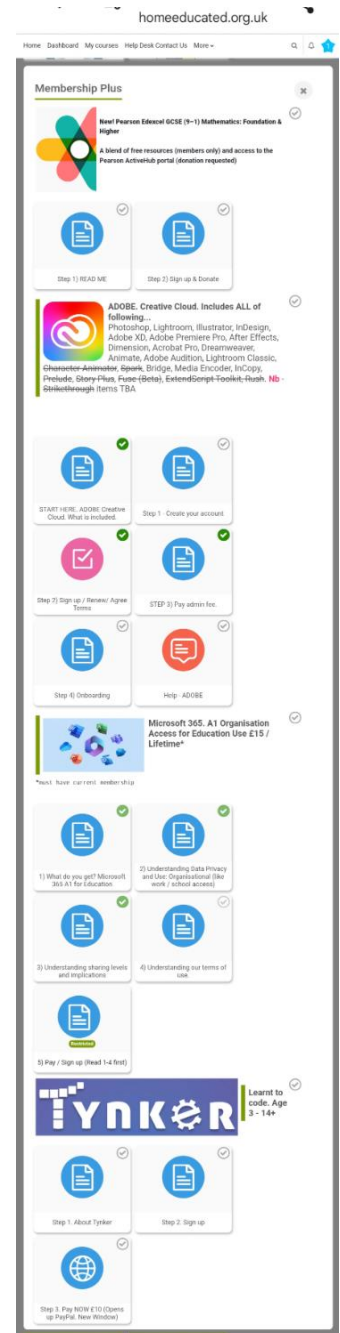 homeeducated.org.uk
Home Dashboard My courses Help Desk Contact Us More
Membership Plus
New! Pearson Edexcel GCSE (9–1) Mathematics: Foundation &
Higher
A blend of free resources (members only) and access to the
Pearson ActiveHub portal (donation requested)
Step 1) READ ME
Step 2) Sign up & Donate
ADOBE. Creative Cloud. Includes ALL of
following...
Photoshop, Lightroom, Illustrator, InDesign,
Adobe XD, Adobe Premiere Pro, After Effects,
Dimension, Acrobat Pro, Dreamweaver,
Animate, Adobe Audition, Lightroom Classic,
Character Animator, Spark, Bridge, Media Encoder, InCopy,
Prelude, Story Plus, Fuse (Beta), ExtendScript Toolkit, Rush. Nb -
Strikethrough items TBA
START HERE. ADOBE Creative
Cloud. What is included.
Step 1 - Create your account
Step 2) Sign up / Renew/ Agree
Terms
STEP 3) Pay admin fee.
Step 4) Onboarding
Help - ADOBE
Microsoft 365. A1 Organisation
Access for Education Use £15 /
Lifetime*
*must have current membership
1) What do you get? Microsoft
365 A1 for Education
2) Understanding Data Privacy
and Use: Organisational (like
work / school access)
3) Understanding sharing levels
and implications
4) Understanding our terms of
use.
Restricted
5) Pay / Sign up (Read 1-4 first)
TYNKER
Learnt to
code. Age
3 - 14+
Step 1. About Tynker
Step 2. Sign up
Step 3. Pay NOW £10 (Opens
up PayPal. New Window)